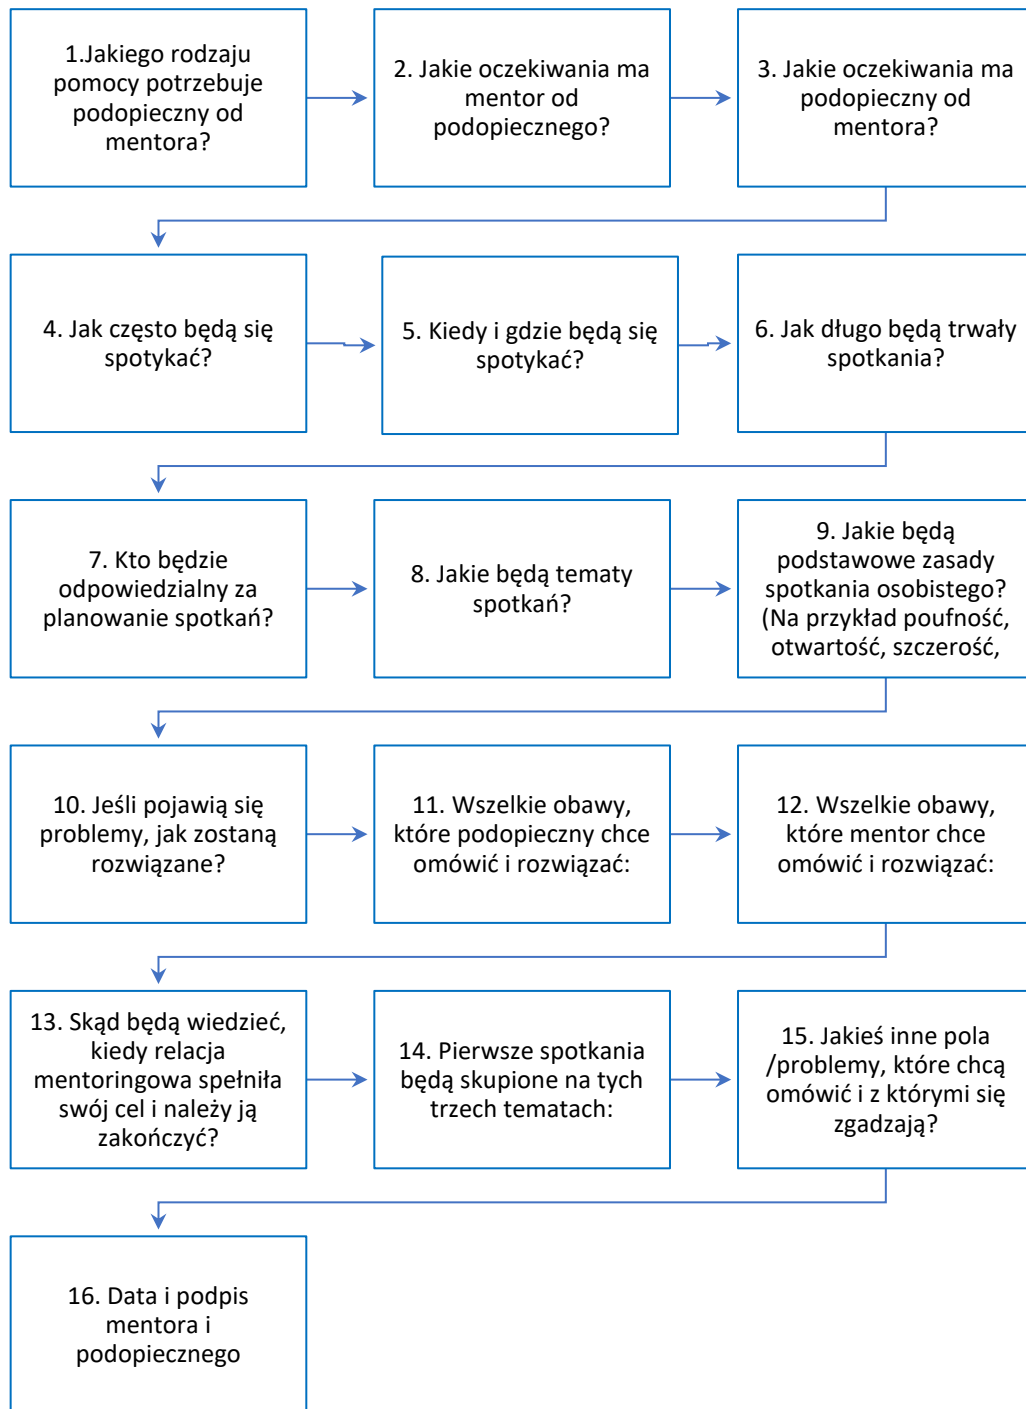 1.Jakiego rodzaju
pomocy potrzebuje
podopieczny od
mentora?
2. Jakie oczekiwania ma
mentor od
podopiecznego?
3. Jakie oczekiwania ma
podopieczny od
mentora?
4. Jak często będą się
spotykać?
5. Kiedy i gdzie będą się
spotykać?
6. Jak długo będą trwały
spotkania?
7. Kto będzie
odpowiedzialny za
planowanie spotkań?
8. Jakie będą tematy
spotkań?
9. Jakie będą
podstawowe zasady
spotkania osobistego?
(Na przykład poufność,
otwartość, szczerość,
10. Jeśli pojawią się
problemy, jak zostaną
rozwiązane?
11. Wszelkie obawy,
które podopieczny chce
omówić i rozwiązać:
12. Wszelkie obawy,
które mentor chce
omówić i rozwiązać:
13. Skąd będą wiedzieć,
kiedy relacja
mentoringowa spełniła
swój cel i należy ją
zakończyć?
14. Pierwsze spotkania
będą skupione na tych
trzech tematach:
15. Jakieś inne pola
/problemy, które chcą
omówić i z którymi się
zgadzają?
16. Data i podpis
mentora i
podopiecznego